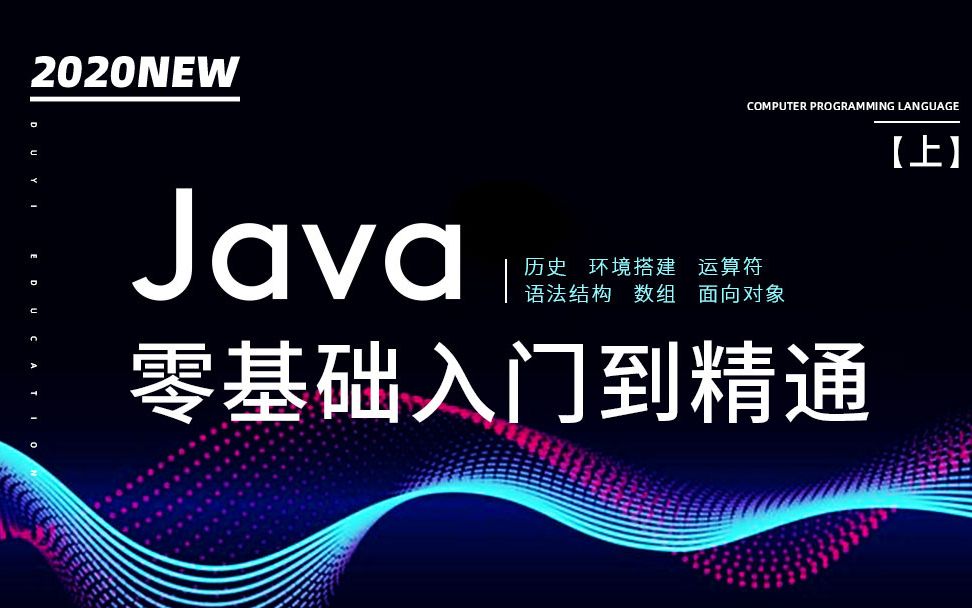 2020NEW
COMPUTER PROGRAMMING LANGUAGE
【上】
DUYI EDUCATION
Java
历史 环境搭建 运算符
语法结构 数组 面向对象
零基础入门到精通